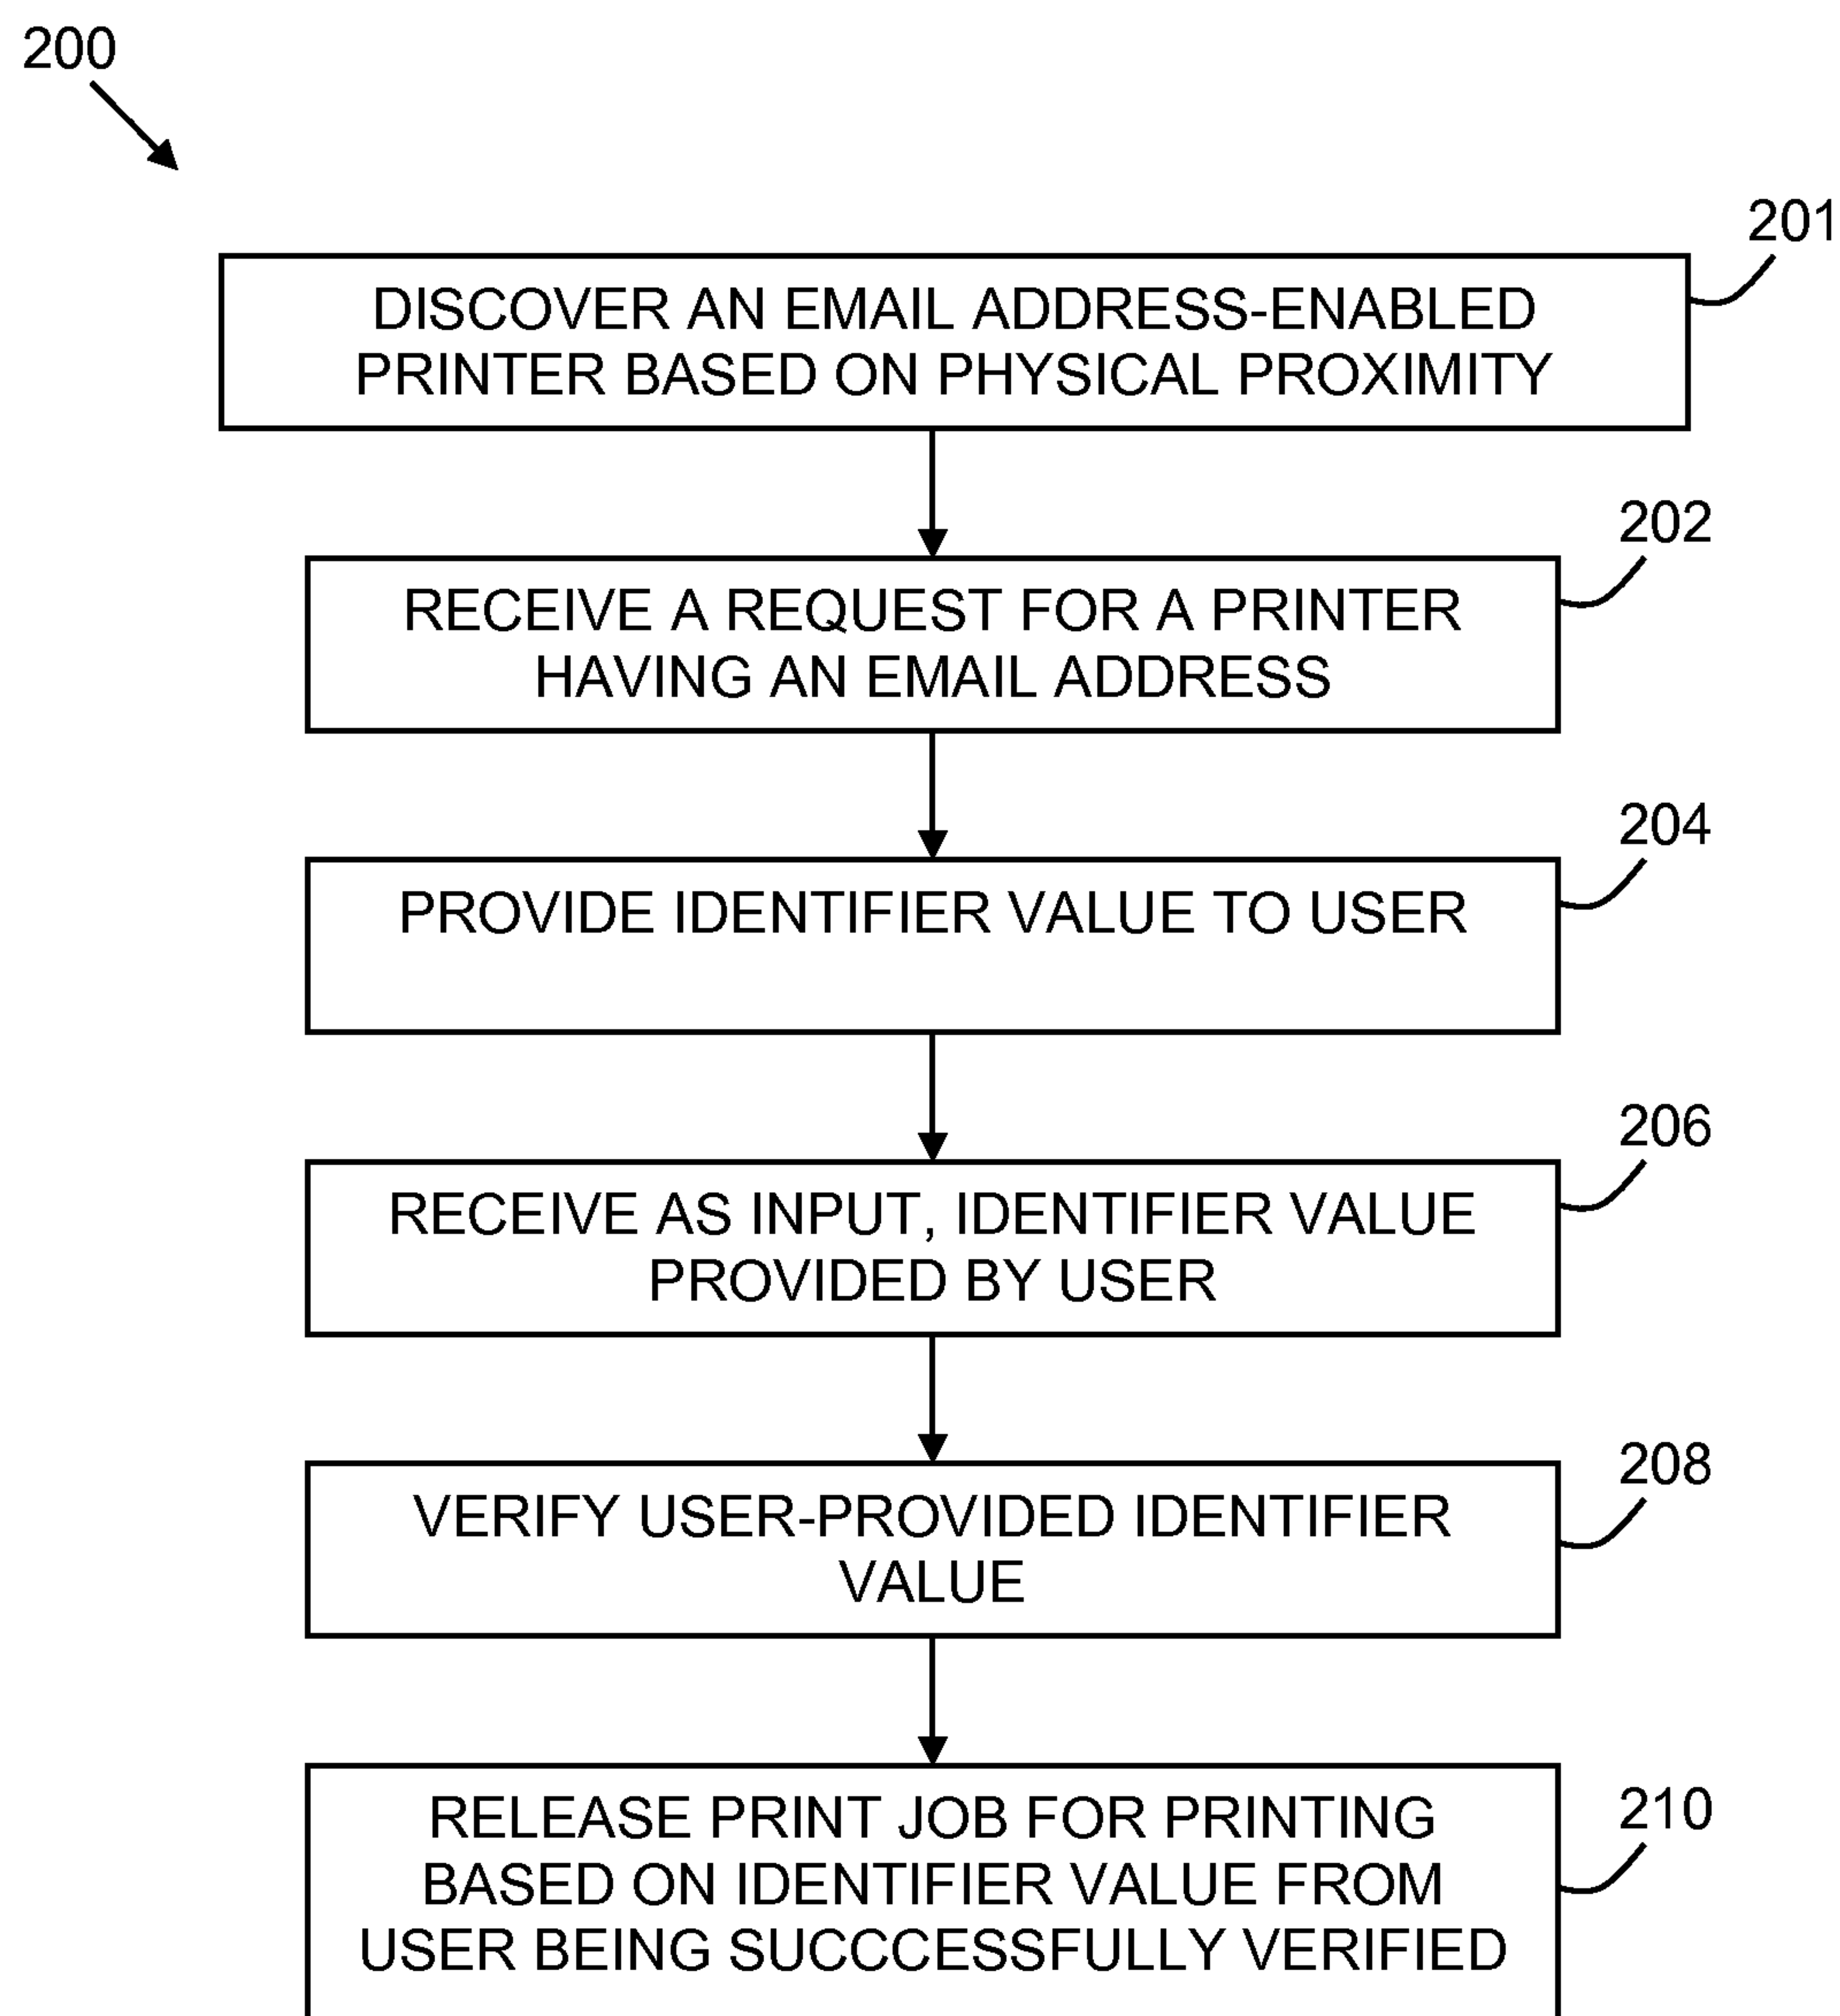 200
201
DISCOVER AN EMAIL ADDRESS-ENABLED
PRINTER BASED ON PHYSICAL PROXIMITY
202
RECEIVE A REQUEST FOR A PRINTER
HAVING AN EMAIL ADDRESS
204
PROVIDE IDENTIFIER VALUE TO USER
206
RECEIVE AS INPUT, IDENTIFIER VALUE
PROVIDED BY USER
208
VERIFY USER-PROVIDED IDENTIFIER
VALUE
210
RELEASE PRINT JOB FOR PRINTING
BASED ON IDENTIFIER VALUE FROM
USER BEING SUCCCESSFULLY VERIFIED